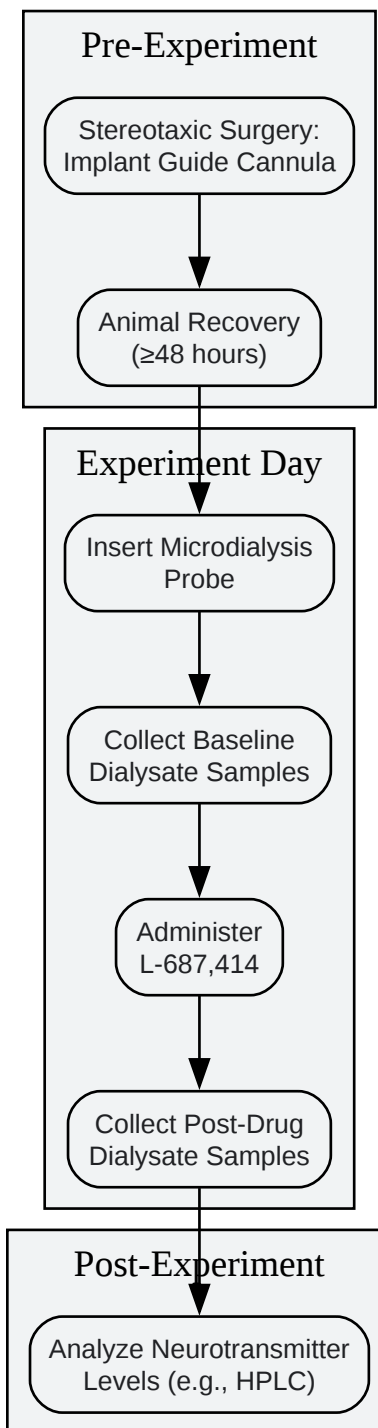 Pre-Experiment
Stereotaxic Surgery:
Implant Guide Cannula
Animal Recovery
(≥48 hours)
Experiment Day
Insert Microdialysis
Probe
Collect Baseline
Dialysate Samples
Administer
L-687,414
Collect Post-Drug
Dialysate Samples
Post-Experiment
Analyze Neurotransmitter
Levels (e.g., HPLC)